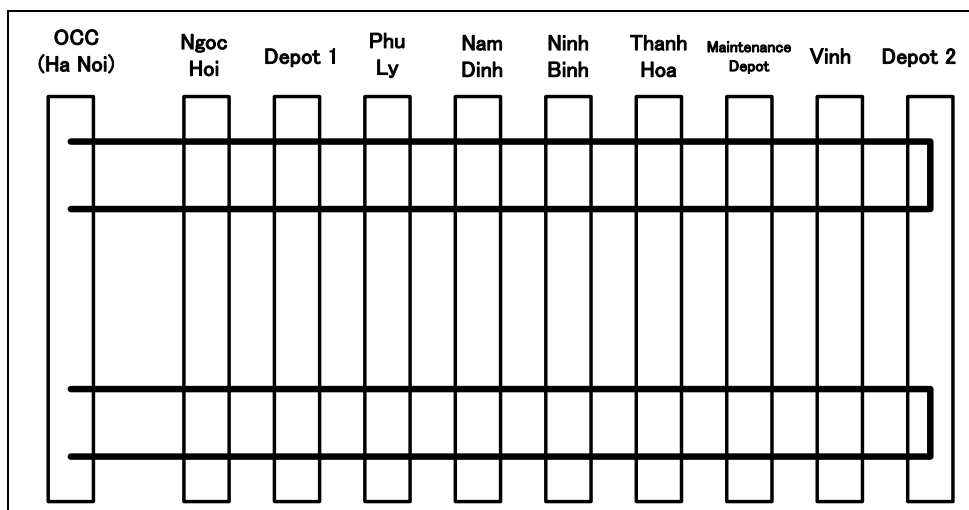 OCC
(Ha Noi)
Ngoc
Hoi
Depot 1
Phu
Ly
Nam
Dinh
Ninh
Binh
Thanh
Hoa
Maintenance
Depot
Vinh
Depot 2